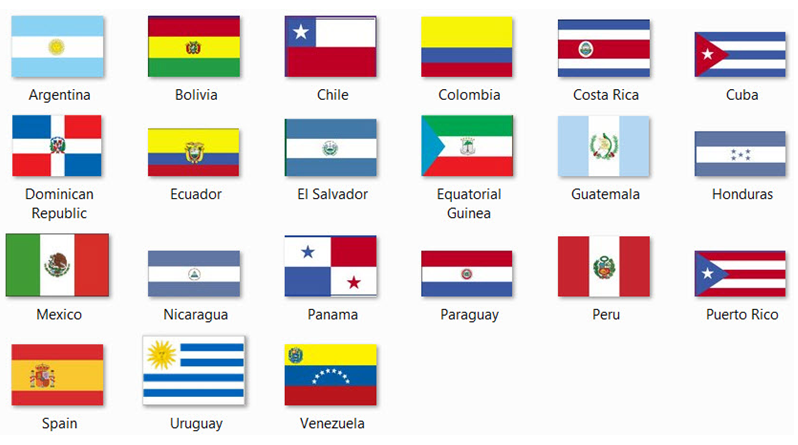 Argentina
Bolivia
Chile
Colombia
Costa Rica
Cuba
Dominican
Republic
Ecuador
El Salvador
Equatorial
Guinea
Guatemala
Honduras
Mexico
Nicaragua
Panama
Paraguay
Peru
Puerto Rico
Spain
Uruguay
Venezuela